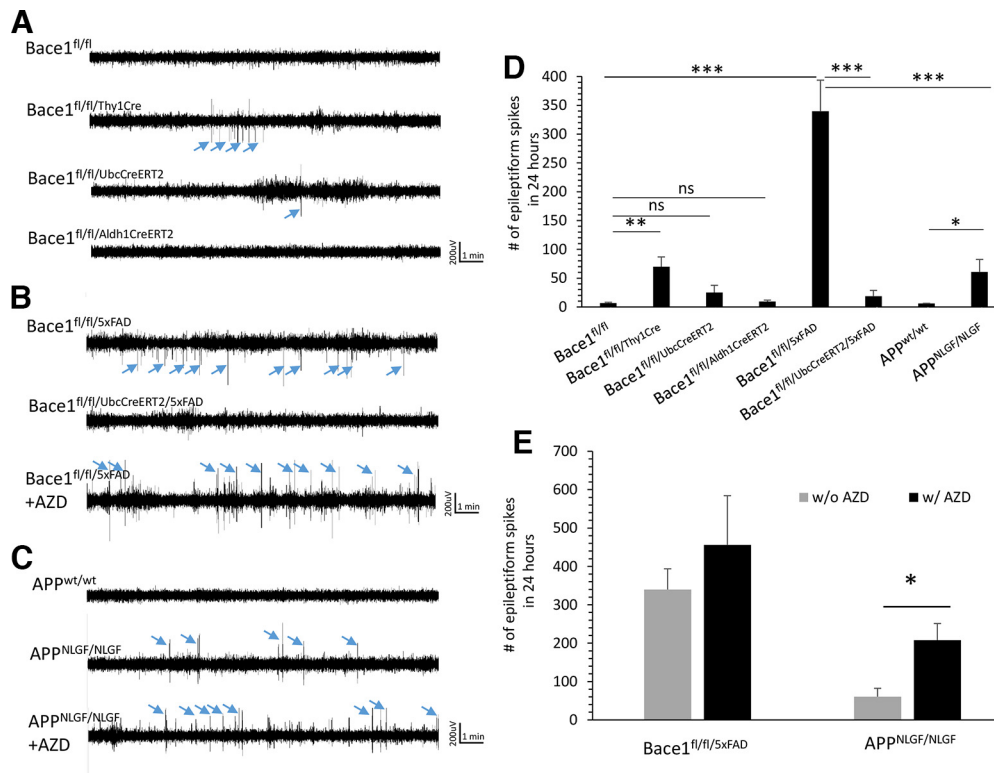 A
Bace1fl/fl
Bace1fl/fl/Thy1Cre
Bace1fl/fl/UbcCreERT2
Bace1fl/fl/Aldh1CreERT2
200uV
1 min
B
Bace1fl/fl/5xFAD
Bace1fl/fl/UbcCreERT2/5xFAD
Bace1fl/fl/5xFAD
+AZD
200uV
1 min
C
APPwt/wt
APPNLGF/NLGF
APPNLGF/NLGF
+AZD
200uV
1 min
D
# of epileptiform spikes
in 24 hours
400
350
300
250
200
150
100
50
0
***
***
***
ns
ns
**
*
Bace1fl/fl
Bace1fl/fl/Thy1Cre
Bace1fl/fl/UbcCreERT2
Bace1fl/fl/Aldh1CreERT2
Bace1fl/fl/5xFAD
Bace1fl/fl/UbcCreERT2/5xFAD
APPwt/wt
APPNLGF/NLGF
E
# of epileptiform spikes
in 24 hours
700
600
500
400
300
200
100
0
w/o AZD
w/ AZD
*
Bace1fl/fl/5xFAD
APPNLGF/NLGF